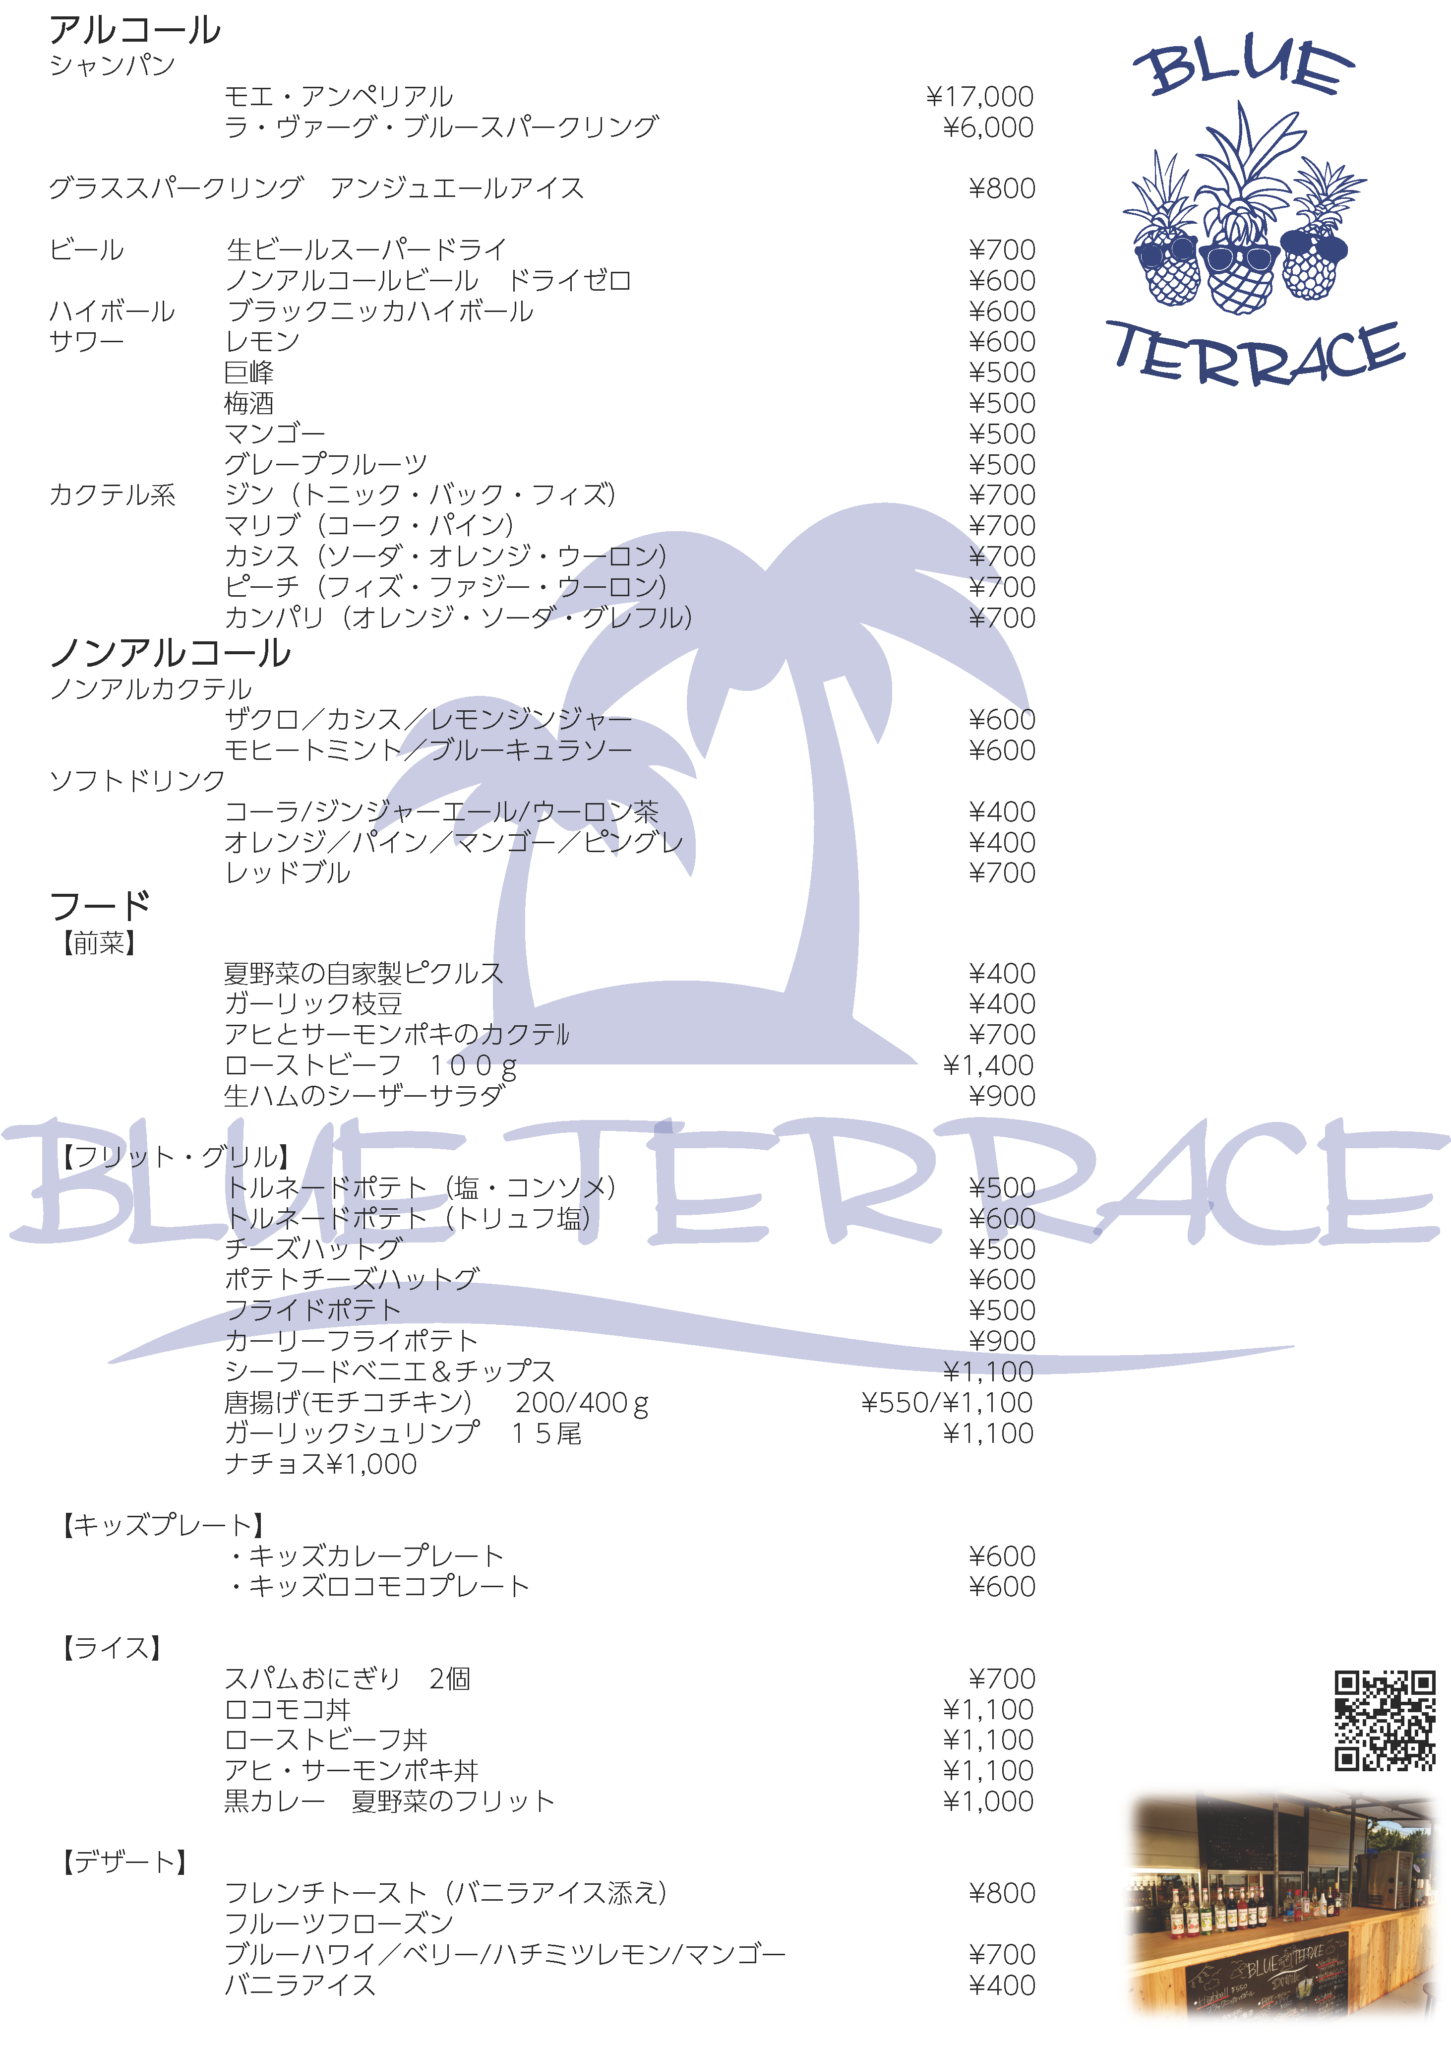 アルコール
シャンパン
モエ・アンペリアル ¥17,000
ラ・ヴァーグ・ブルースパークリング ¥6,000
グラススパークリング　アンジュエールアイス ¥800
ビール 生ビールスーパードライ ¥700
ノンアルコールビール　ドライゼロ ¥600
ハイボール ブラックニッカハイボール ¥600
サワー レモン ¥600
巨峰 ¥500
梅酒 ¥500
マンゴー ¥500
グレープフルーツ ¥500
カクテル系 ジン（トニック・バック・フィズ） ¥700
マリブ（コーク・パイン） ¥700
カシス（ソーダ・オレンジ・ウーロン） ¥700
ピーチ（フィズ・ファジー・ウーロン） ¥700
カンパリ（オレンジ・ソーダ・グレフル） ¥700
ノンアルコール
ノンアルカクテル
ザクロ／カシス／レモンジンジャー ¥600
モヒートミント／ブルーキュラソー ¥600
ソフトドリンク
コーラ/ジンジャーエール/ウーロン茶 ¥400
オレンジ／パイン／マンゴー／ピングレ ¥400
レッドブル ¥700
フード
【前菜】
夏野菜の自家製ピクルス ¥400
ガーリック枝豆 ¥400
アヒとサーモンポキのカクテル ¥700
ローストビーフ　１００ｇ ¥1,400
生ハムのシーザーサラダ ¥900
BLUE TERRACE
【フリット・グリル】
トルネードポテト（塩・コンソメ） ¥500
トルネードポテト（トリュフ塩） ¥600
チーズハットグ ¥500
ポテトチーズハットグ ¥600
フライドポテト ¥500
カーリーフライポテト ¥900
シーフードベニエ＆チップス ¥1,100
唐揚げ(モチコチキン)　200/400ｇ ¥550/¥1,100
ガーリックシュリンプ　１５尾 ¥1,100
ナチョス¥1,000
【キッズプレート】
・キッズカレープレート ¥600
・キッズロコモコプレート ¥600
【ライス】
スパムおにぎり　2個 ¥700
ロコモコ丼 ¥1,100
ローストビーフ丼 ¥1,100
アヒ・サーモンポキ丼 ¥1,100
黒カレー　夏野菜のフリット ¥1,000
【デザート】
フレンチトースト（バニラアイス添え） ¥800
フルーツフローズン
ブルーハワイ／ベリー/ハチミツレモン/マンゴー ¥700
バニラアイス ¥400
BLUE
TERRACE
BLUE TERRACE